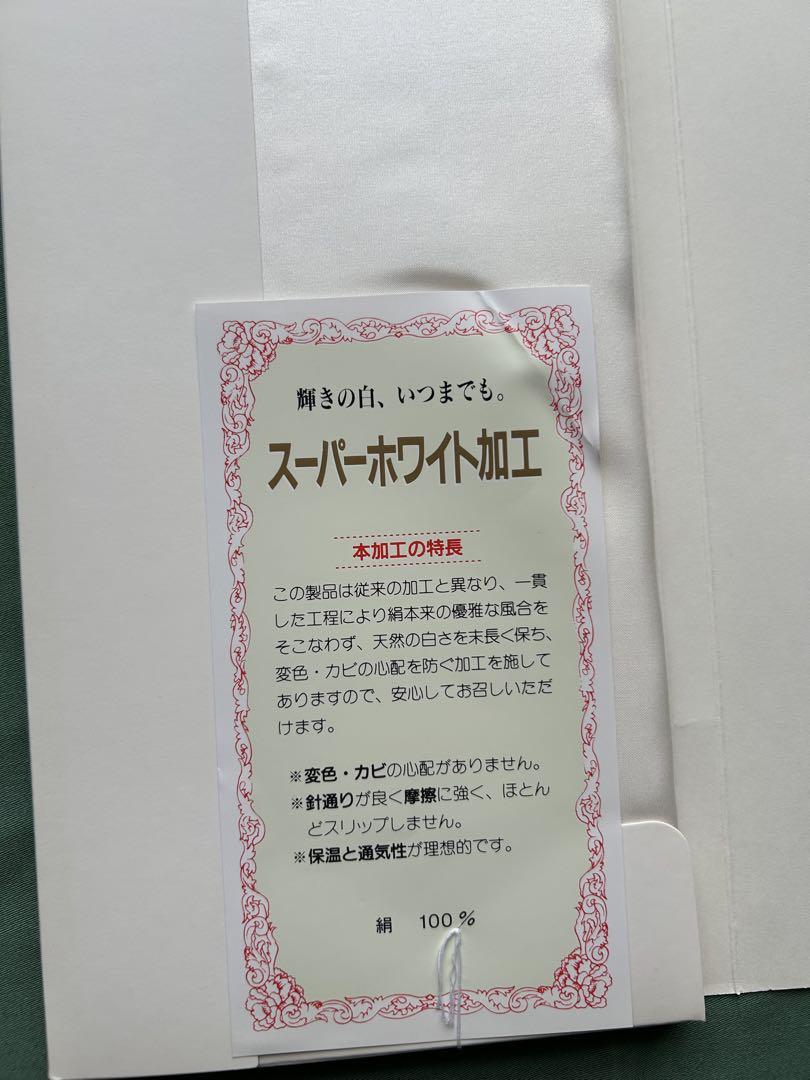 輝きの白、いつまでも。
スーパーホワイト加工
本加工の特長
この製品は従来の加工と異なり、一貫
した工程により絹本来の優雅な風合を
そこなわず、天然の白さを末長く保ち、
変色・カビの心配を防ぐ加工を施して
ありますので、安心してお召しいただ
けます。
※変色・カビの心配がありません。
※針通りが良く摩擦に強く、ほとん
どスリップしません。
※保温と通気性が理想的です。
絹 100%